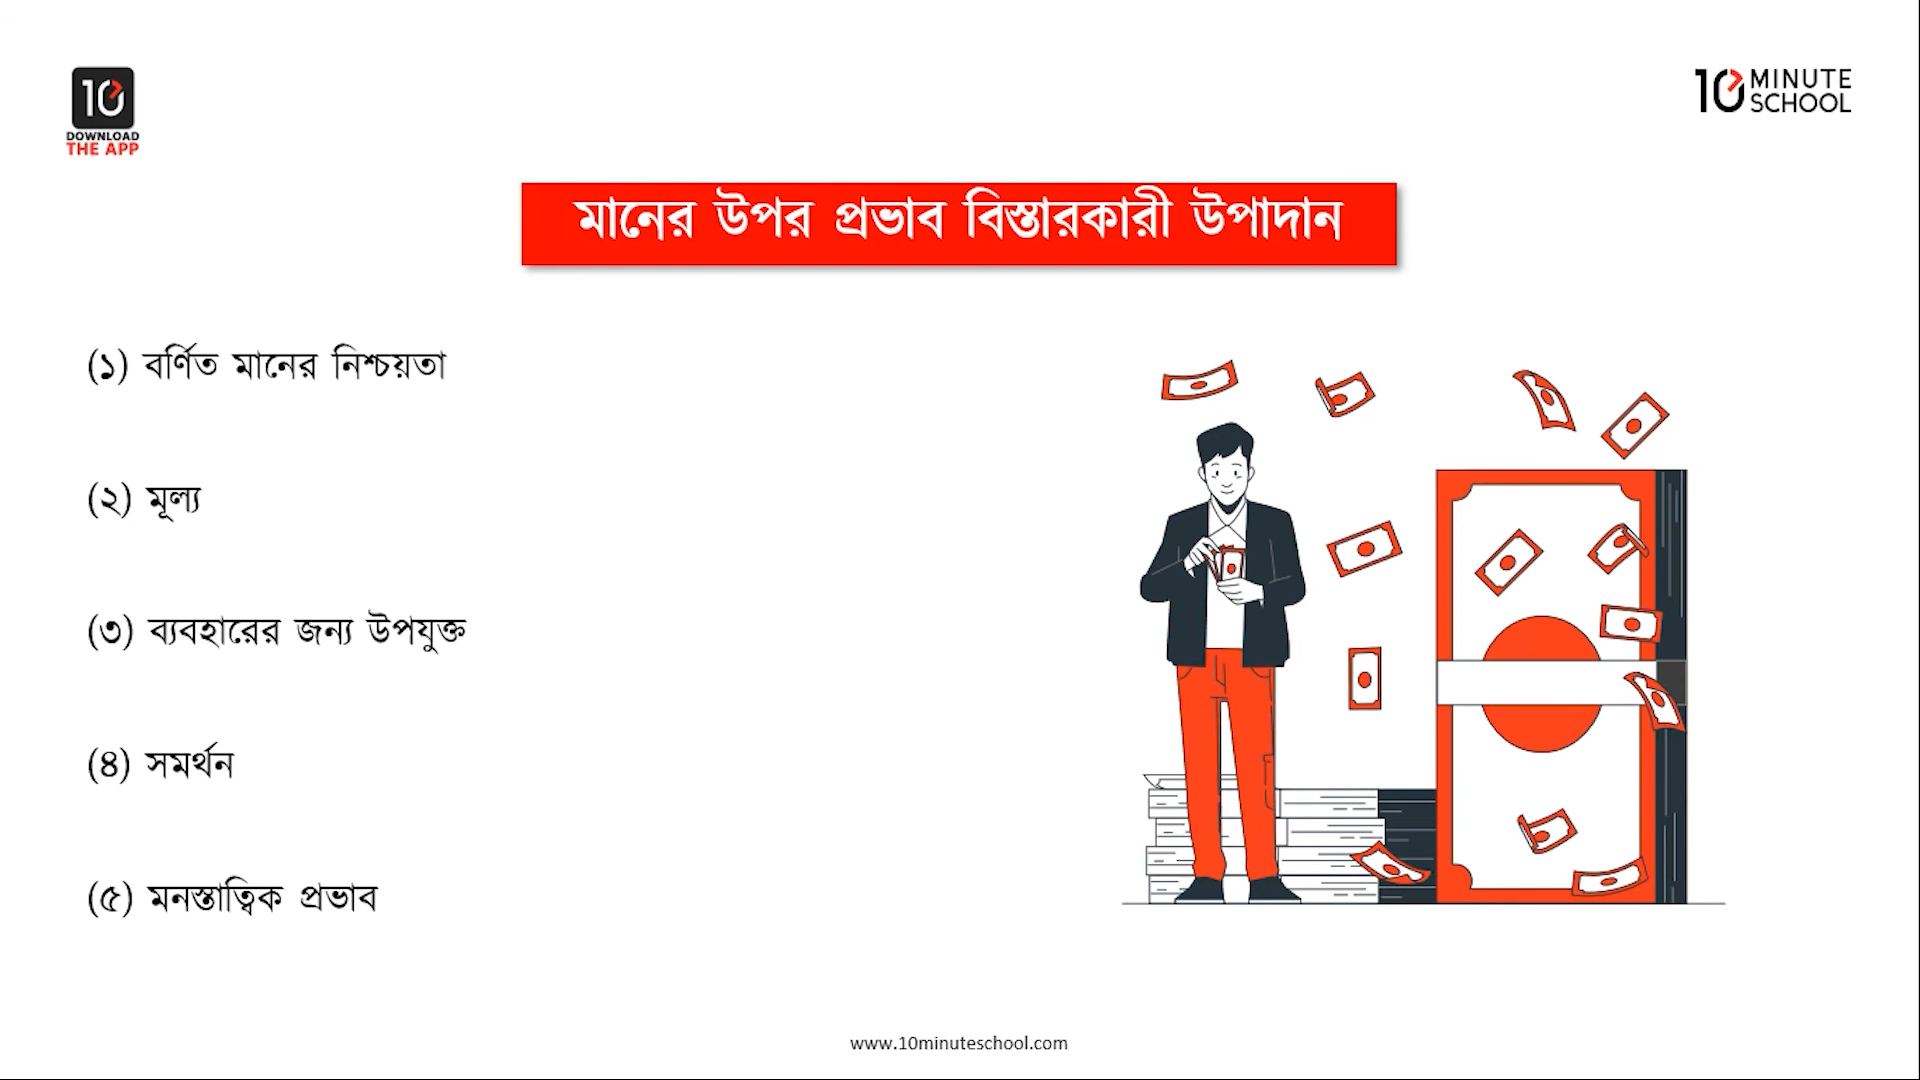 10
DOWNLOAD
THE APP
10 MINUTE
SCHOOL
মানের উপর প্রভাব বিস্তারকারী উপাদান
(১) বর্ণিত মানের নিশ্চয়তা
(২) মূল্য
(৩) ব্যবহারের জন্য উপযুক্ত
(৪) সমর্থন
(৫) মনস্তাত্বিক প্রভাব
www.10minuteschool.com